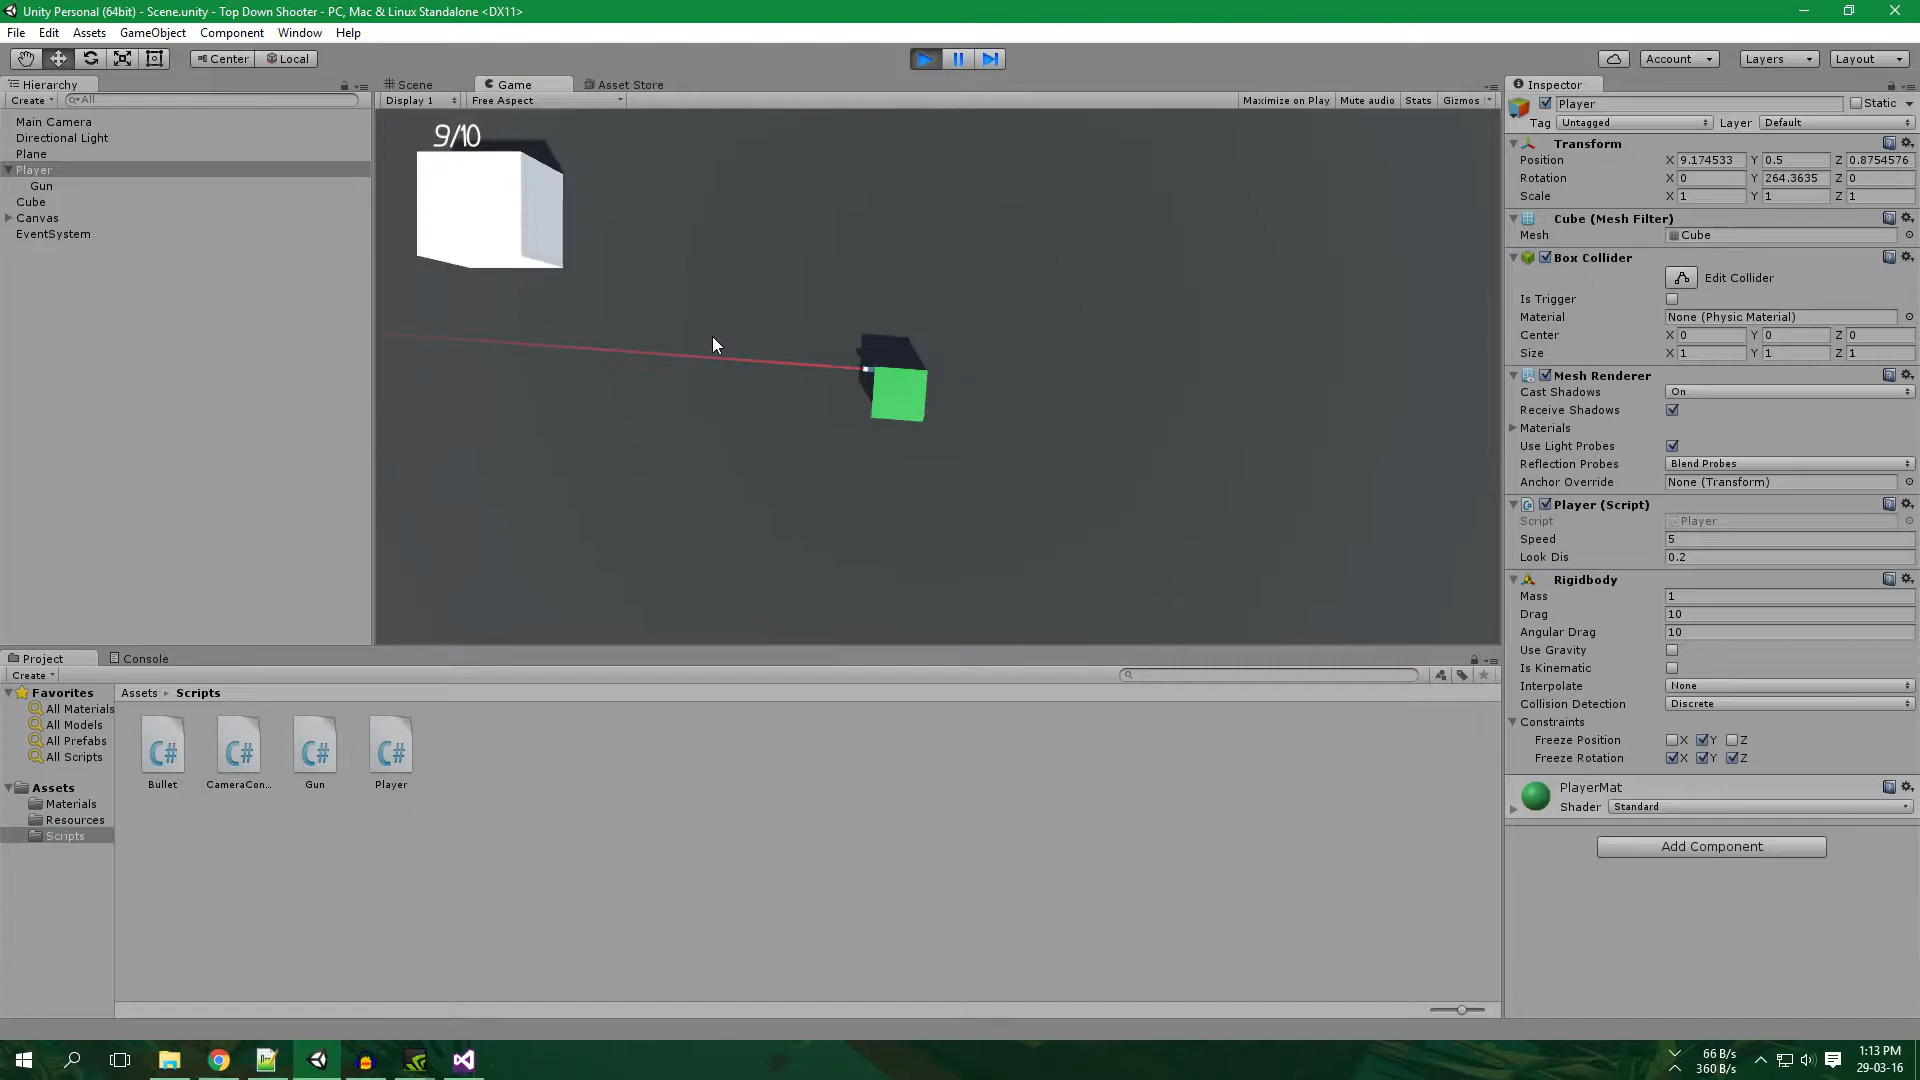 Unity Personal (64bit) - Scene.unity - Top Down Shooter - PC, Mac & Linux Standalone <DX11>
File Edit Assets GameObject Component Window Help
Center Local Account Layers Layout
Hierarchy
Create All
Main Camera
Directional Light
Plane
Player
Gun
Cube
Canvas
EventSystem
Scene Game Asset Store
Display 1 Free Aspect Maximize on Play Mute audio Stats Gizmos
9/10
Inspector
Player Static
Tag Untagged Layer Default
Transform
Position X 9.174533 Y 0.5 Z 0.8754576
Rotation X 0 Y 264.3635 Z 0
Scale X 1 Y 1 Z 1
Cube (Mesh Filter)
Mesh Cube
Box Collider
Edit Collider
Is Trigger
Material None (Physic Material)
Center X 0 Y 0 Z 0
Size X 1 Y 1 Z 1
Mesh Renderer
Cast Shadows On
Receive Shadows
Materials
Use Light Probes
Reflection Probes Blend Probes
Anchor Override None (Transform)
Player (Script)
Script Player
Speed 5
Look Dis 0.2
Rigidbody
Mass 1
Drag 10
Angular Drag 10
Use Gravity
Is Kinematic
Interpolate None
Collision Detection Discrete
Constraints
Freeze Position X Y Z
Freeze Rotation X Y Z
PlayerMat
Shader Standard
Add Component
Project Console
Create
Favorites
All Materials
All Models
All Prefabs
All Scripts
Assets
Materials
Resources
Scripts
Assets Scripts
C# C# C# C#
Bullet CameraCon... Gun Player
66 B/s
360 B/s
1:13 PM
29-03-16